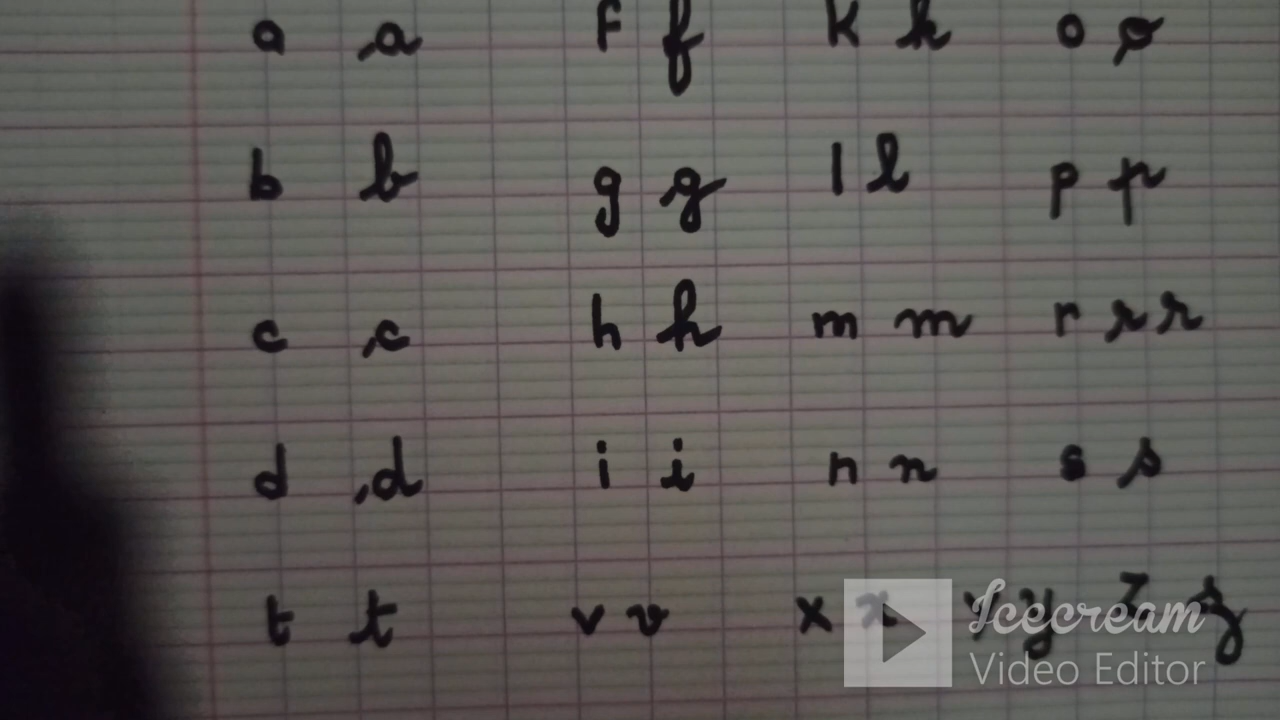 a a F f K k o o
b b g g l l p p
c c h h m m r r r
d d i i n n s s
t t v v x x y y z z
Icecream
Video Editor